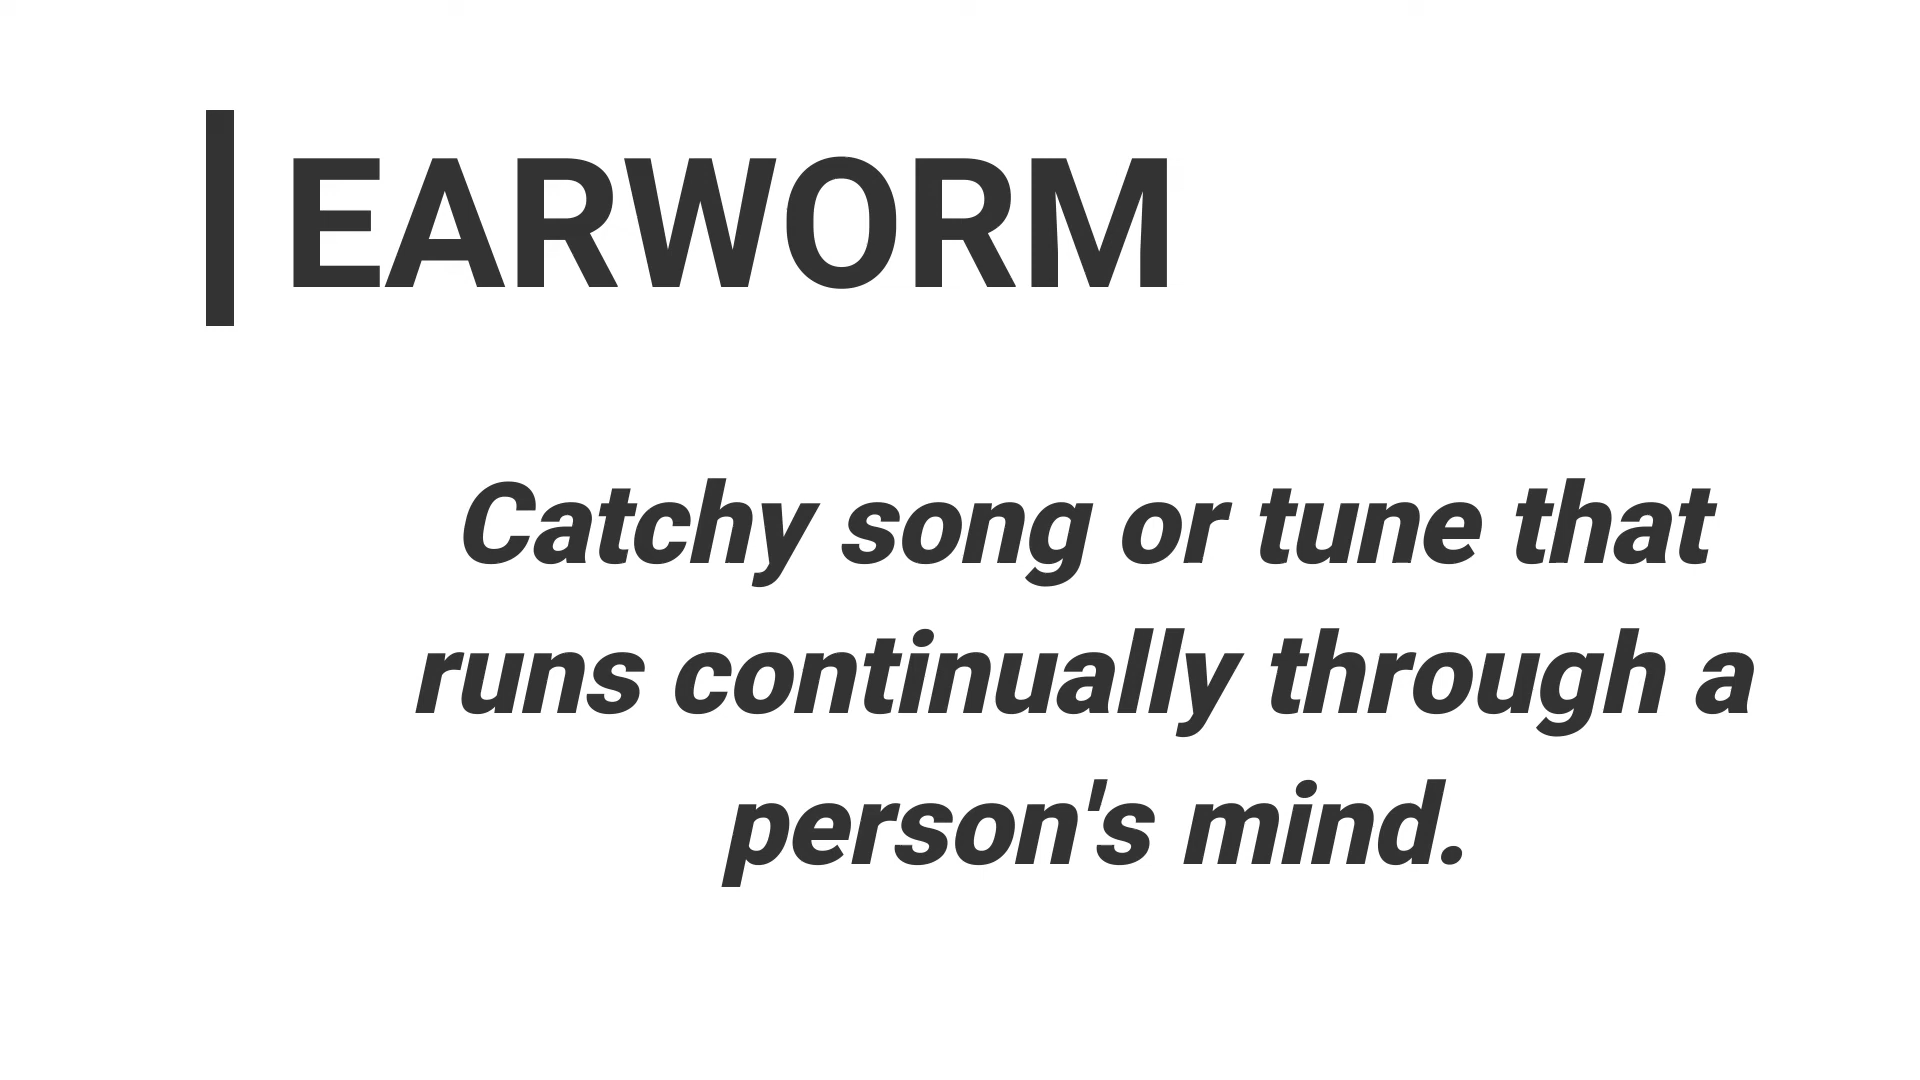 EARWORM
Catchy song or tune that
runs continually through a
person's mind.